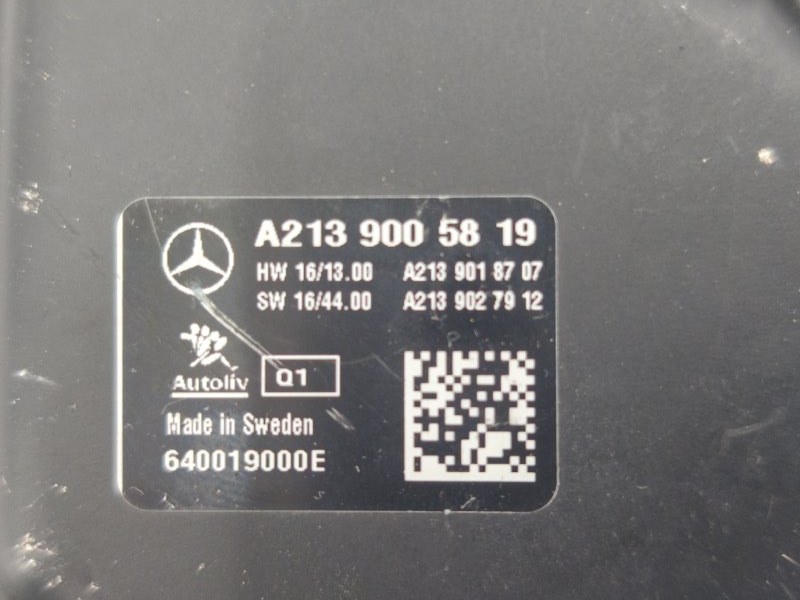 A213 900 58 19
HW 16/13.00 A213 901 87 07
SW 16/44.00 A213 902 79 12
Autoliv Q1
Made in Sweden
640019000E